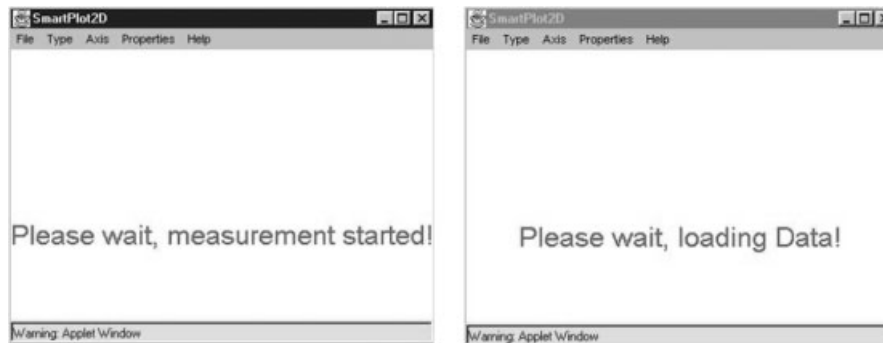 SmartPlot2D
File Type Axis Properties Help
Please wait, measurement started!
Warning: Applet Window
SmartPlot2D
File Type Axis Properties Help
Please wait, loading Data!
Warning: Applet Window